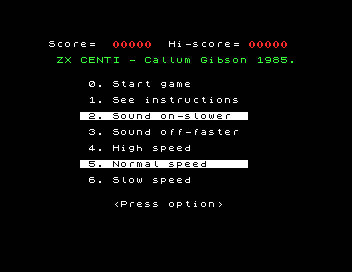 Score= 00000 Hi-score= 00000
ZX CENTI - Callum Gibson 1985.
0. Start game
1. See instructions
2. Sound on-slower
3. Sound off-faster
4. High speed
5. Normal speed
6. Slow speed
<Press option>